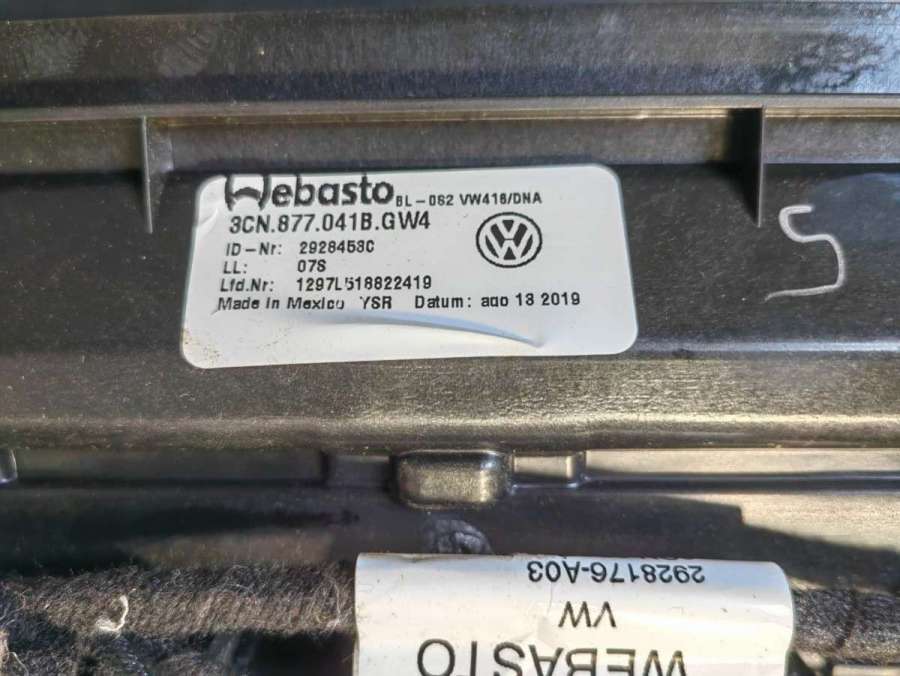 Webasto BL-062 VW416/DNA
3CN.877.041B.GW4
ID-Nr: 2928453C
LL: 07S
Lfd.Nr: 1297L518822419
Made in Mexico YSR Datum: ago 13 2019
5
2928176-A03
VW
WEBASTO